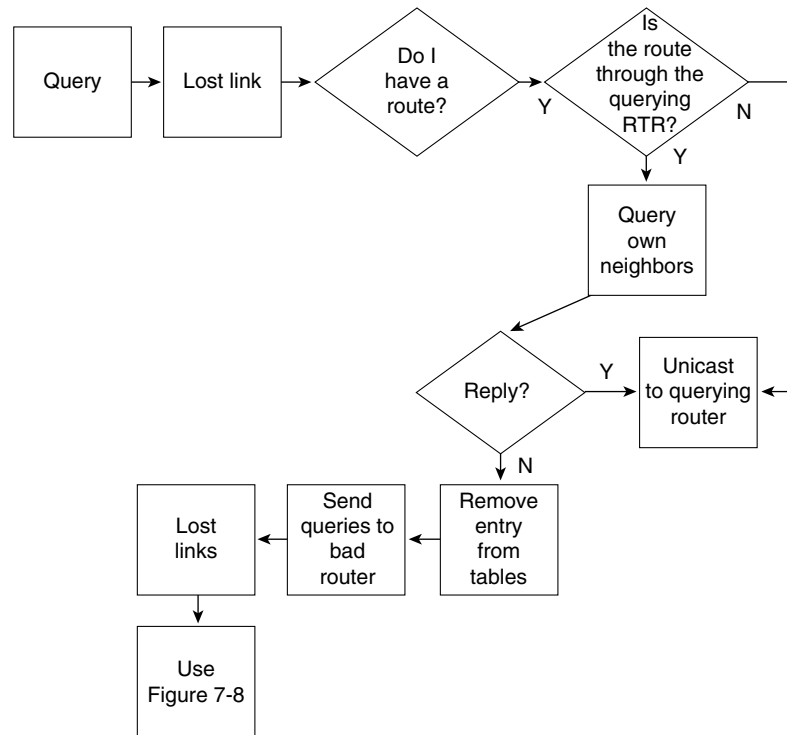 Query
Lost link
Do I
have a
route?
Y
Is
the route
through the
querying
RTR?
N
Y
Query
own
neighbors
Reply?
Y
Unicast
to querying
router
N
Remove
entry
from
tables
Send
queries to
bad
router
Lost
links
Use
Figure 7-8